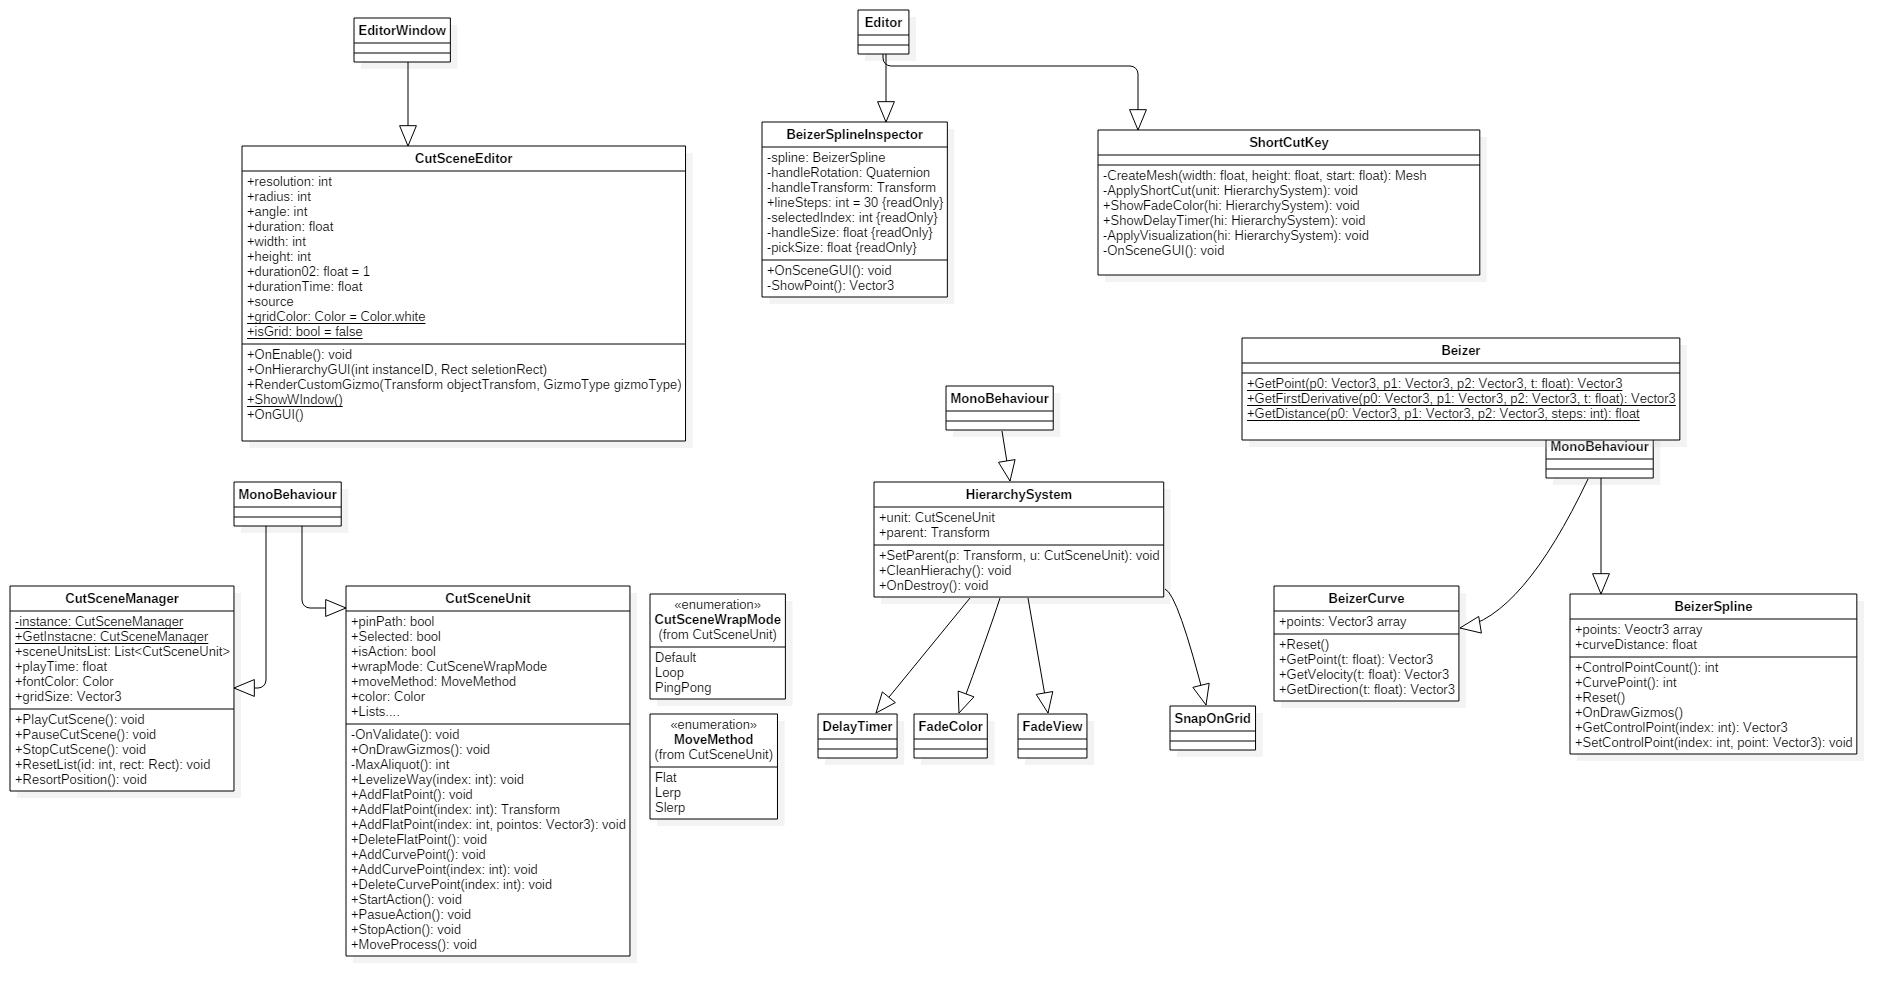 EditorWindow
CutSceneEditor
+resolution: int
+radius: int
+angle: int
+duration: float
+width: int
+height: int
+duration02: float = 1
+durationTime: float
+source
+gridColor: Color = Color.white
+isGrid: bool = false
+OnEnable(): void
+OnHierarchyGUI(int instanceID, Rect seletionRect)
+RenderCustomGizmo(Transform objectTransfom, GizmoType gizmoType)
+ShowWIndow()
+OnGUI()
Editor
BeizerSplineInspector
-spline: BeizerSpline
-handleRotation: Quaternion
-handleTransform: Transform
+lineSteps: int = 30 {readOnly}
-selectedIndex: int {readOnly}
-handleSize: float {readOnly}
-pickSize: float {readOnly}
+OnSceneGUI(): void
-ShowPoint(): Vector3
ShortCutKey
-CreateMesh(width: float, height: float, start: float): Mesh
-ApplyShortCut(unit: HierarchySystem): void
+ShowFadeColor(hi: HierarchySystem): void
+ShowDelayTimer(hi: HierarchySystem): void
-ApplyVisualization(hi: HierarchySystem): void
-OnSceneGUI(): void
Beizer
+GetPoint(p0: Vector3, p1: Vector3, p2: Vector3, t: float): Vector3
+GetFirstDerivative(p0: Vector3, p1: Vector3, p2: Vector3, t: float): Vector3
+GetDistance(p0: Vector3, p1: Vector3, p2: Vector3, steps: int): float
MonoBehaviour
CutSceneManager
-instance: CutSceneManager
+GetInstacne: CutSceneManager
+sceneUnitsList: List<CutSceneUnit>
+playTime: float
+fontColor: Color
+gridSize: Vector3
+PlayCutScene(): void
+PauseCutScene(): void
+StopCutScene(): void
+ResetList(id: int, rect: Rect): void
+ResortPosition(): void
CutSceneUnit
+pinPath: bool
+Selected: bool
+isAction: bool
+wrapMode: CutSceneWrapMode
+moveMethod: MoveMethod
+color: Color
+Lists....
-OnValidate(): void
+OnDrawGizmos(): void
-MaxAliquot(): int
+LevelizeWay(index: int): void
+AddFlatPoint(): void
+AddFlatPoint(index: int): Transform
+AddFlatPoint(index: int, pointos: Vector3): void
+DeleteFlatPoint(): void
+AddCurvePoint(): void
+AddCurvePoint(index: int): void
+DeleteCurvePoint(index: int): void
+StartAction(): void
+PasueAction(): void
+StopAction(): void
+MoveProcess(): void
«enumeration»
CutSceneWrapMode
(from CutSceneUnit)
Default
Loop
PingPong
«enumeration»
MoveMethod
(from CutSceneUnit)
Flat
Lerp
Slerp
MonoBehaviour
HierarchySystem
+unit: CutSceneUnit
+parent: Transform
+SetParent(p: Transform, u: CutSceneUnit): void
+CleanHierachy(): void
+OnDestroy(): void
DelayTimer
FadeColor
FadeView
SnapOnGrid
MonoBehaviour
BeizerCurve
+points: Vector3 array
+Reset()
+GetPoint(t: float): Vector3
+GetVelocity(t: float): Vector3
+GetDirection(t: float): Vector3
BeizerSpline
+points: Veoctr3 array
+curveDistance: float
+ControlPointCount(): int
+CurvePoint(): int
+Reset()
+OnDrawGizmos()
+GetControlPoint(index: int): Vector3
+SetControlPoint(index: int, point: Vector3): void